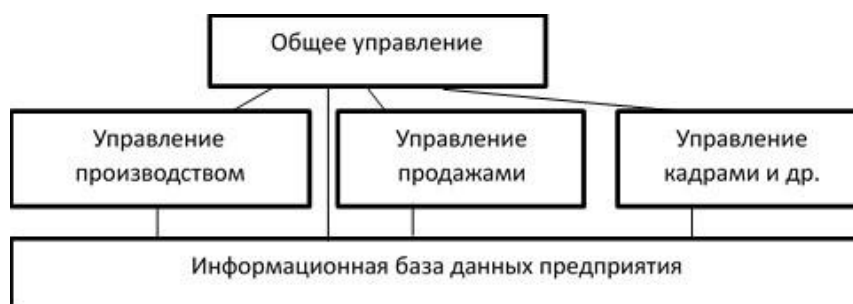 Общее управление
Управление
производством
Управление
продажами
Управление
кадрами и др.
Информационная база данных предприятия